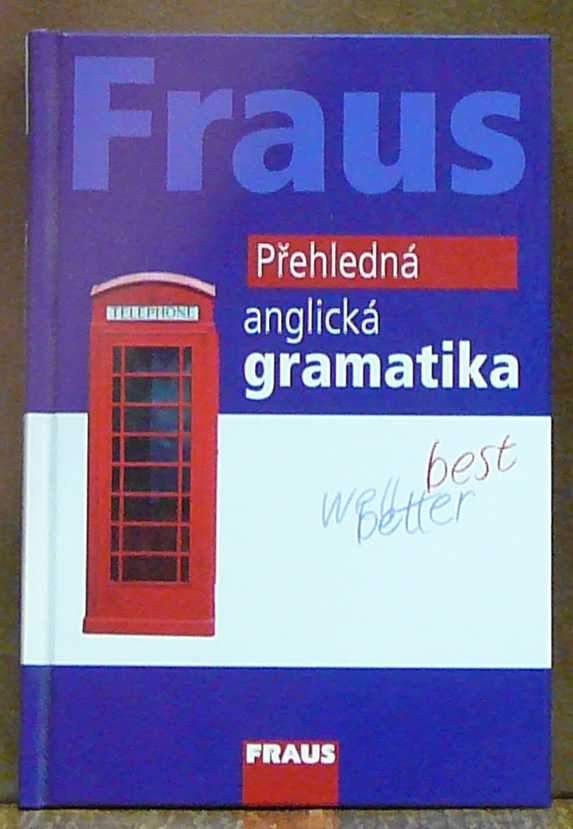 Fraus
Přehledná
anglická
gramatika
TELEPHONE
best
well
better
FRAUS